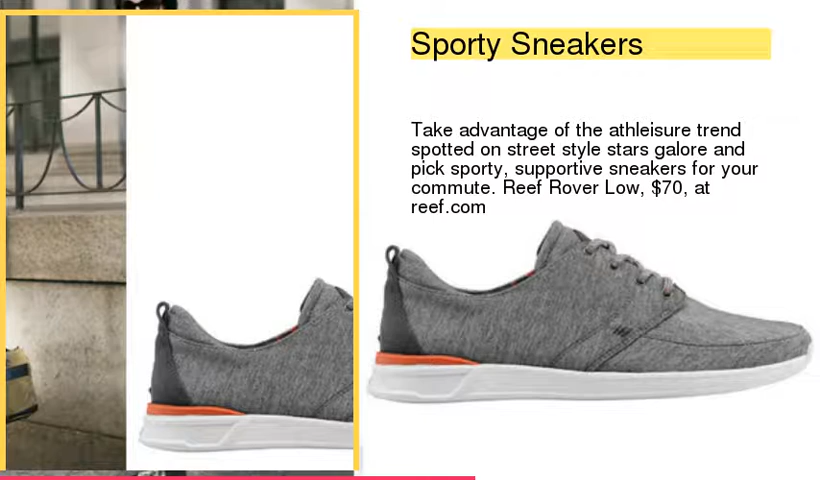 Sporty Sneakers
Take advantage of the athleisure trend
spotted on street style stars galore and
pick sporty, supportive sneakers for your
commute. Reef Rover Low, $70, at
reef.com